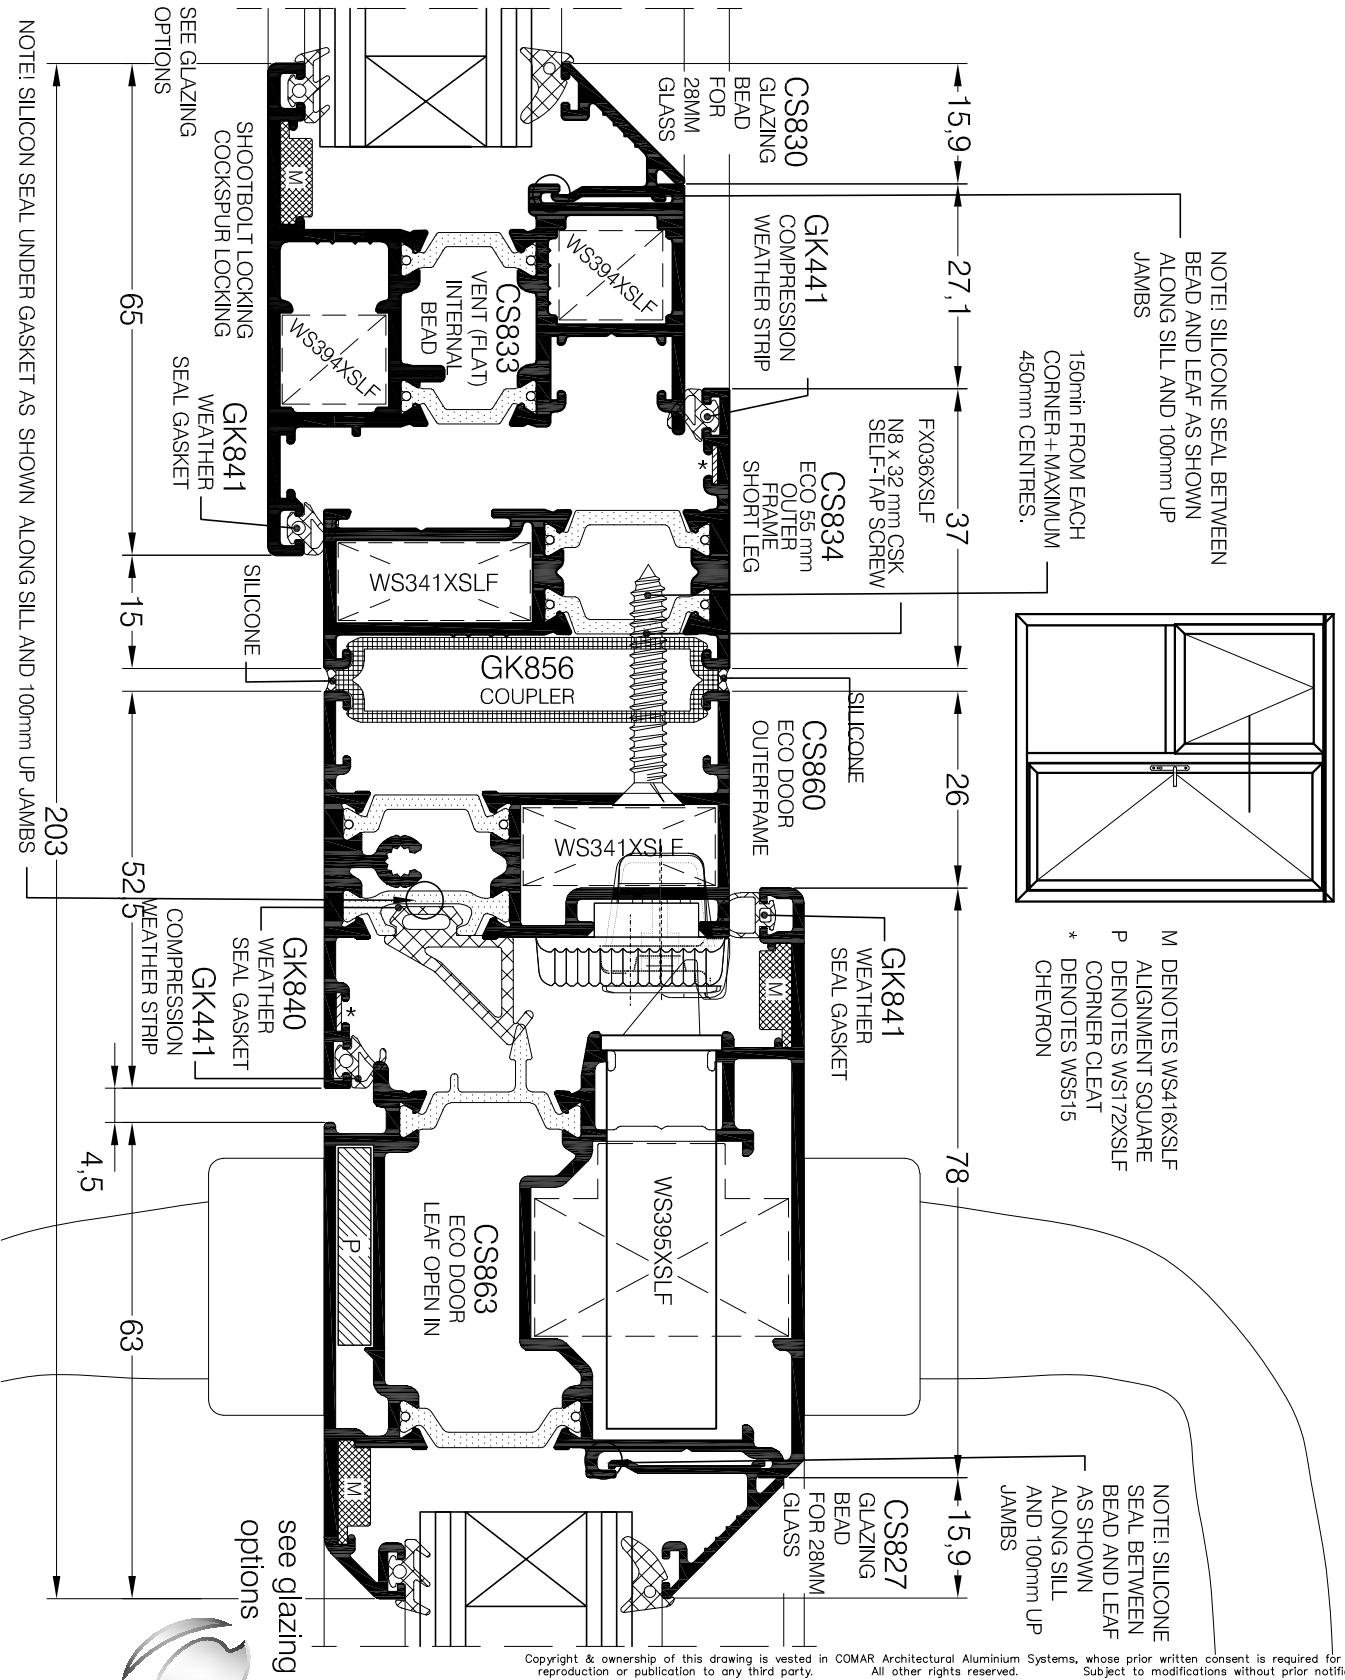 NOTE! SILICONE SEAL BETWEEN
BEAD AND LEAF AS SHOWN
ALONG SILL AND 100mm UP
JAMBS
150min FROM EACH
CORNER+MAXIMUM
450mm CENTRES.
M DENOTES WS416XSLF
ALIGNMENT SQUARE
P DENOTES WS172XSLF
CORNER CLEAT
* DENOTES WS515
CHEVRON
NOTE! SILICONE
SEAL BETWEEN
BEAD AND LEAF
AS SHOWN
ALONG SILL
AND 100mm UP
JAMBS
15,9
27,1
37
26
78
15,9
CS830
GLAZING
BEAD
FOR
28MM
GLASS
GK441
COMPRESSION
WEATHER STRIP
FX036XSLF
N8 x 32 mm CSK
SELF-TAP SCREW
CS834
ECO 55 mm
OUTER
FRAME
SHORT LEG
SILICONE
CS860
ECO DOOR
OUTERFRAME
GK841
WEATHER
SEAL GASKET
CS827
GLAZING
BEAD
FOR 28MM
GLASS
*
WS394XSLF
WS394XSLF
CS833
VENT (FLAT)
INTERNAL
BEAD
M
WS341XSLF
GK856
COUPLER
WS341XSLF
M
WS395XSLF
CS863
ECO DOOR
LEAF OPEN IN
P
M
*
SEE GLAZING
OPTIONS
SHOOTBOLT LOCKING
COCKSPUR LOCKING
GK841
WEATHER
SEAL GASKET
SILICONE
GK840
WEATHER
SEAL GASKET
GK441
COMPRESSION
WEATHER STRIP
see glazing
options
65
15
52,5
4,5
63
203
NOTE! SILICON SEAL UNDER GASKET AS SHOWN ALONG SILL AND 100mm UP JAMBS
Copyright & ownership of this drawing is vested in COMAR Architectural Aluminium Systems, whose prior written consent is required for
reproduction or publication to any third party. All other rights reserved. Subject to modifications without prior notifi